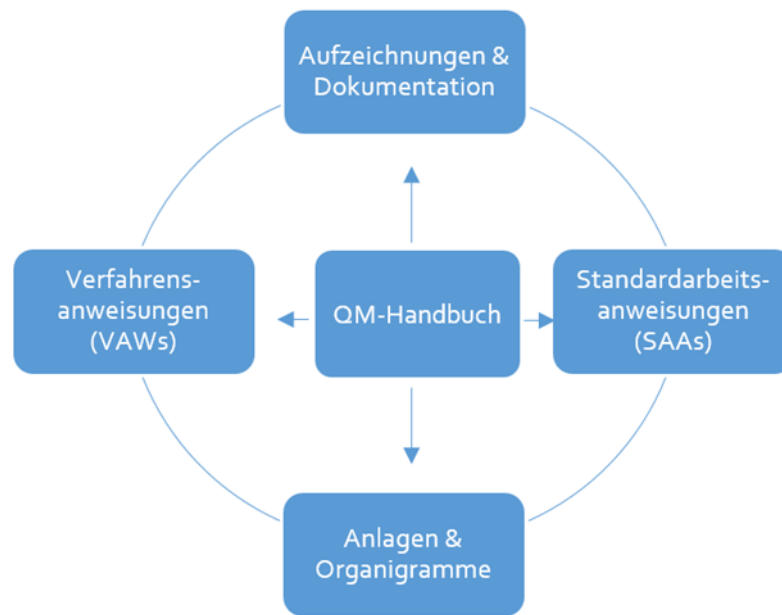 Aufzeichnungen &
Dokumentation
Verfahrens-
anweisungen
(VAWs)
QM-Handbuch
Standardarbeits-
anweisungen
(SAAs)
Anlagen &
Organigramme